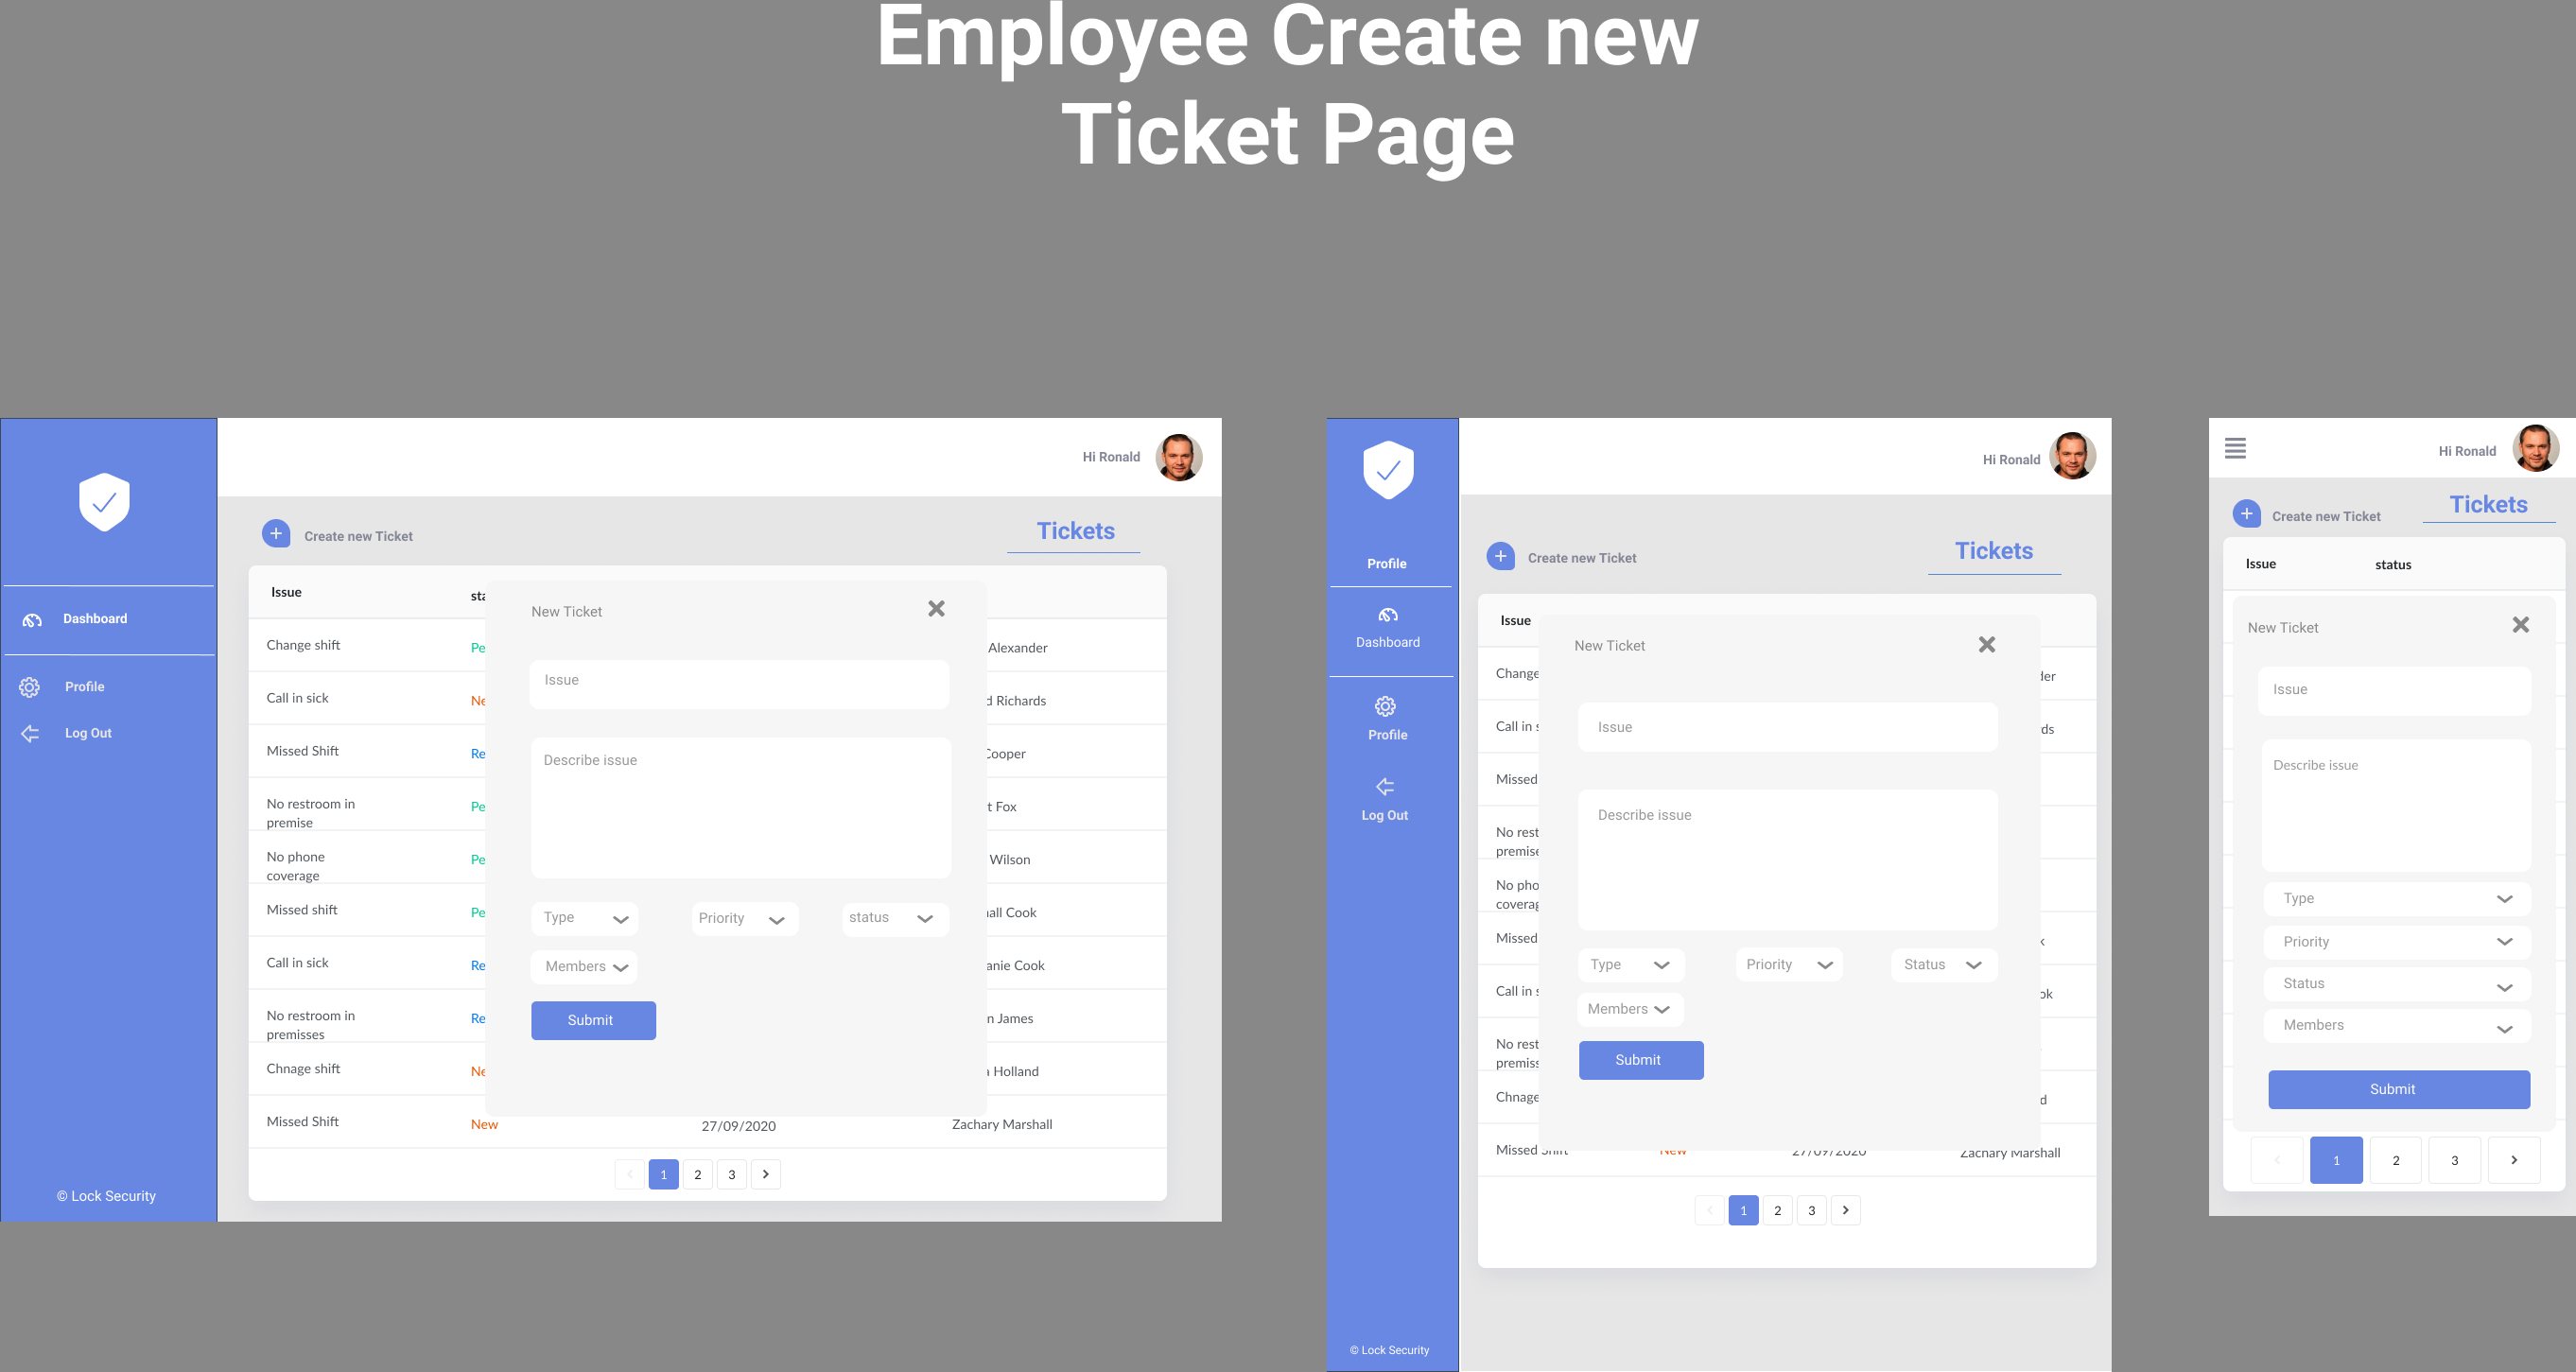 Employee Create new
Ticket Page
Hi Ronald
Create new Ticket
Tickets
Dashboard
Profile
Log Out
© Lock Security
Issue
sta
New Ticket
Change shift
Pe
Alexander
Call in sick
Ne
d Richards
Issue
Missed Shift
Re
Cooper
Describe issue
No restroom in
premise
Pe
t Fox
No phone
coverage
Pe
Wilson
Missed shift
Pe
all Cook
Type
Priority
status
Call in sick
Re
anie Cook
Members
No restroom in
premisses
Re
n James
Submit
Chnage shift
Ne
a Holland
Missed Shift
New
27/09/2020
Zachary Marshall
1
2
3
Hi Ronald
Profile
Dashboard
Profile
Log Out
© Lock Security
Create new Ticket
Tickets
Issue
New Ticket
Change
der
Call in s
ds
Issue
Missed
No rest
premise
Describe issue
No pho
coverag
Missed
k
Type
Priority
Status
Call in s
ok
Members
No rest
premiss
Submit
Chnage
d
Missed Shift
New
27/09/2020
Zachary Marshall
1
2
3
Hi Ronald
Create new Ticket
Tickets
Issue
status
New Ticket
Issue
Describe issue
Type
Priority
Status
Members
Submit
1
2
3